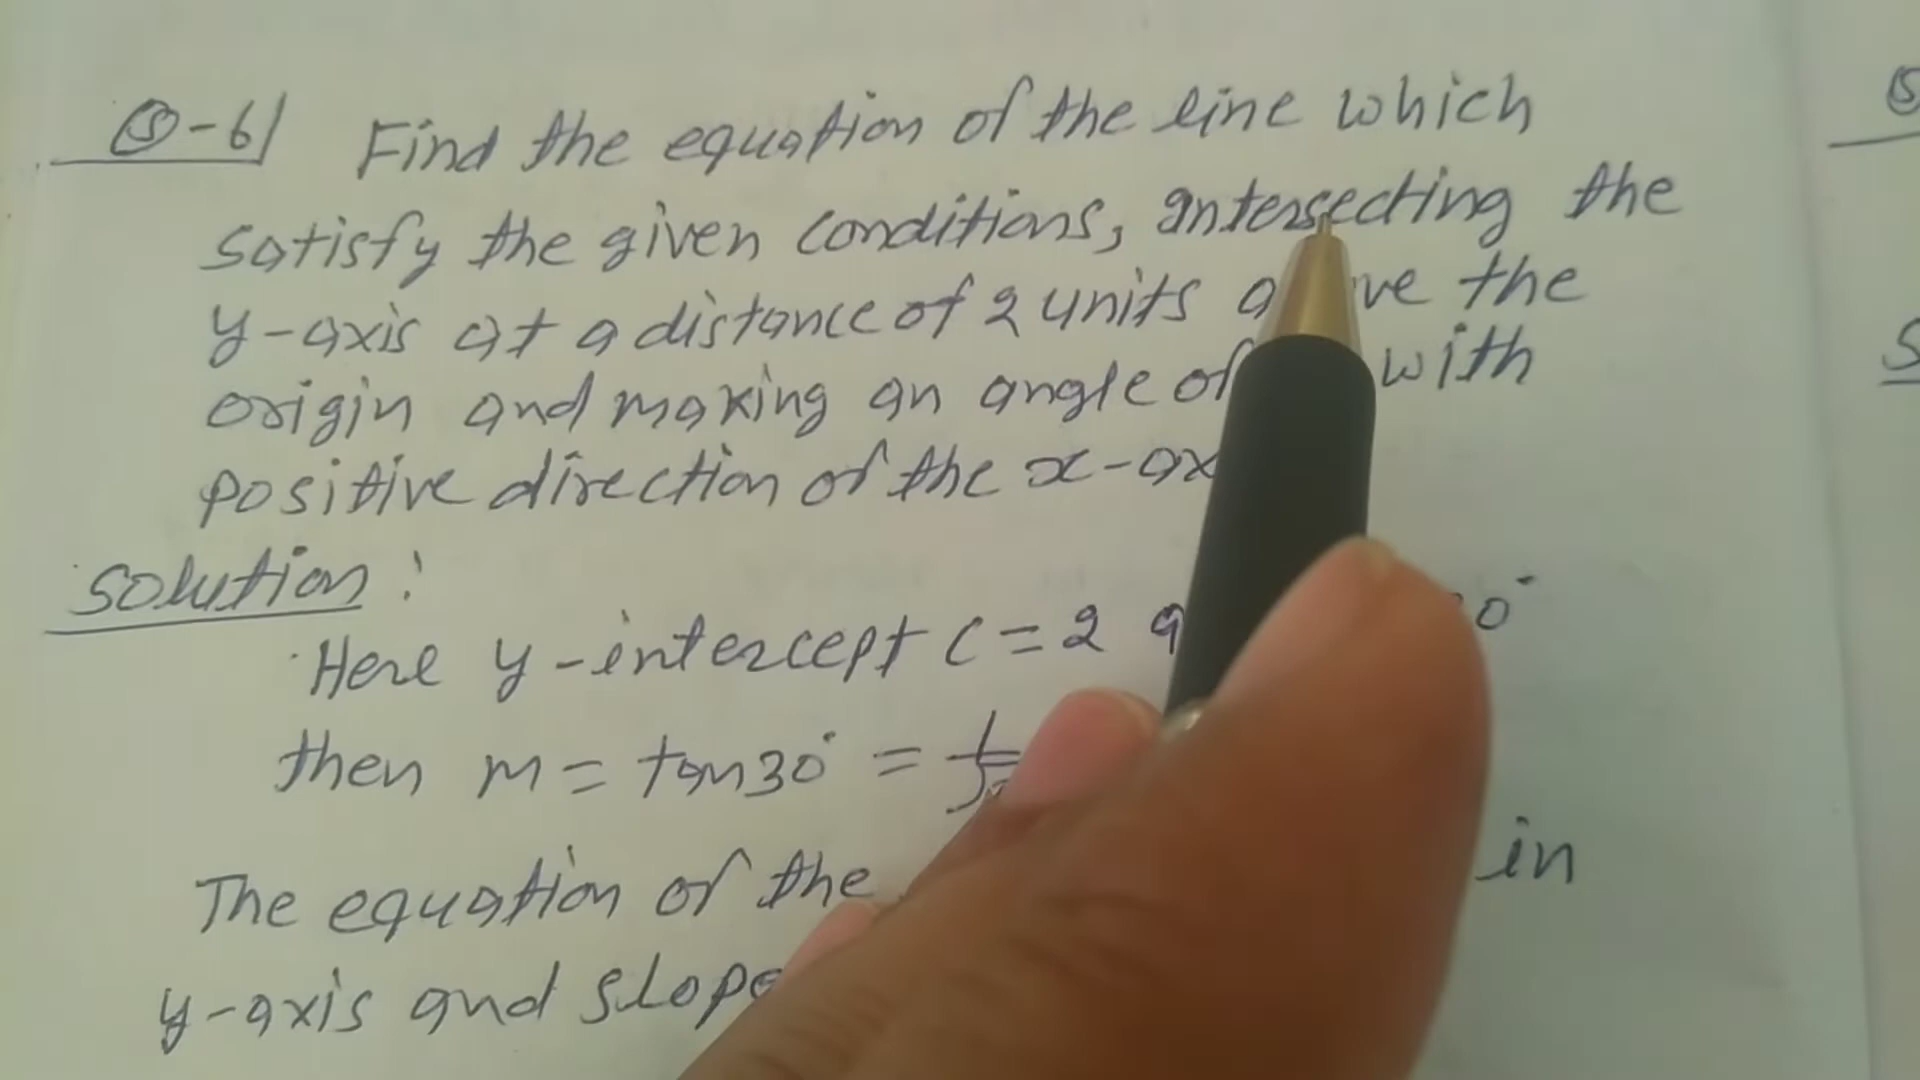 Q-6 Find the equation of the line which
satisfy the given conditions, intersecting the
y-axis at a distance of 2 units the
origin and making an angle of with
positive direction of the x-
Solution:
Here y-intercept C = 2
then m = tan30° =
The equation of the in
y-axis and slope